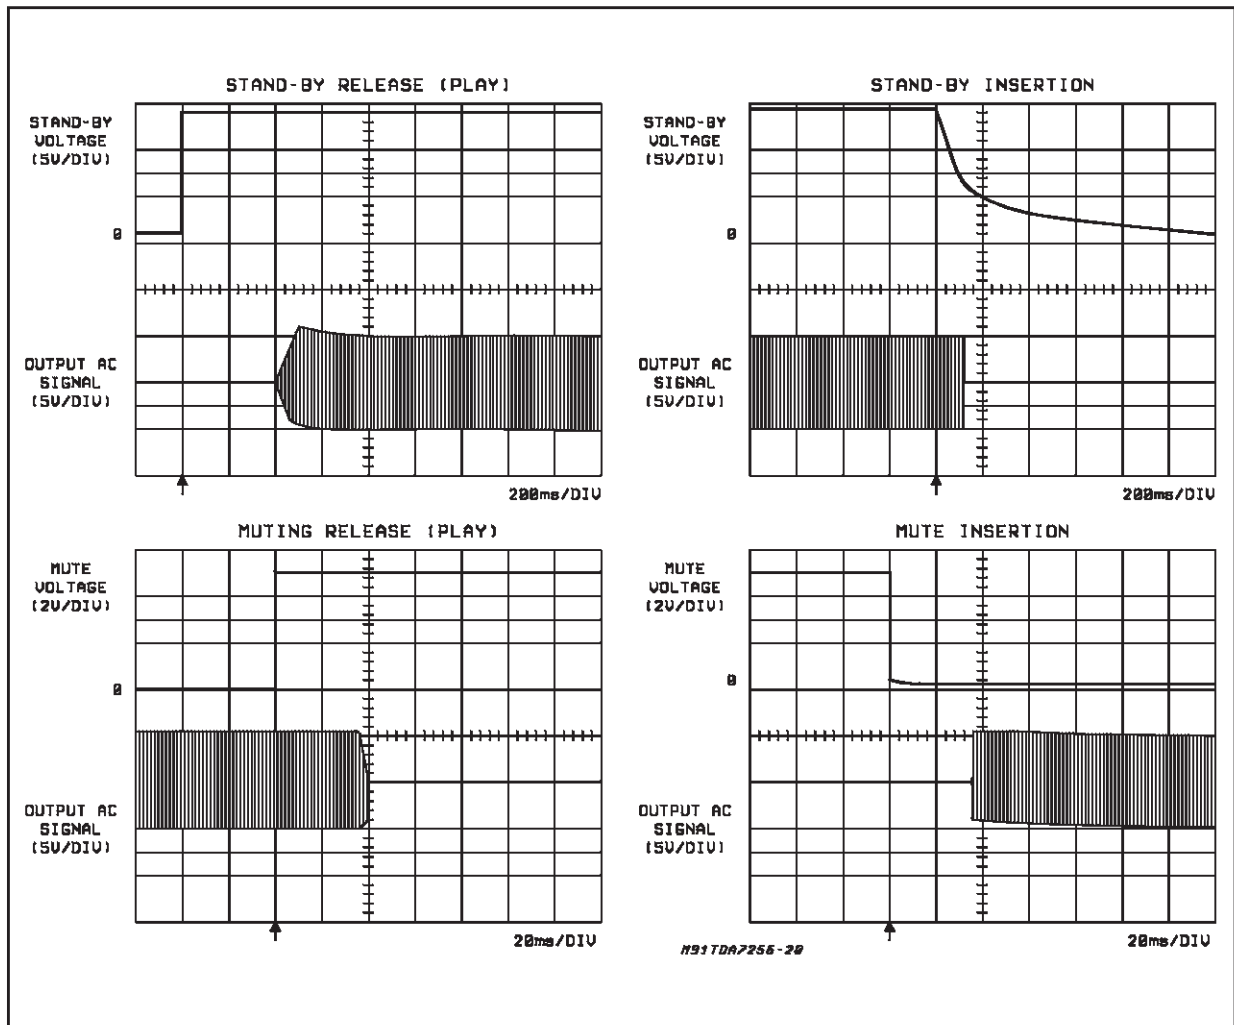 STAND-BY RELEASE (PLAY)
STAND-BY
VOLTAGE
(5V/DIV)
0
OUTPUT AC
SIGNAL
(5V/DIV)
200ms/DIV
STAND-BY INSERTION
STAND-BY
VOLTAGE
(5V/DIV)
0
OUTPUT AC
SIGNAL
(5V/DIV)
200ms/DIV
MUTING RELEASE (PLAY)
MUTE
VOLTAGE
(2V/DIV)
0
OUTPUT AC
SIGNAL
(5V/DIV)
20ms/DIV
MUTE INSERTION
MUTE
VOLTAGE
(2V/DIV)
0
OUTPUT AC
SIGNAL
(5V/DIV)
20ms/DIV
M91TDA7256-20